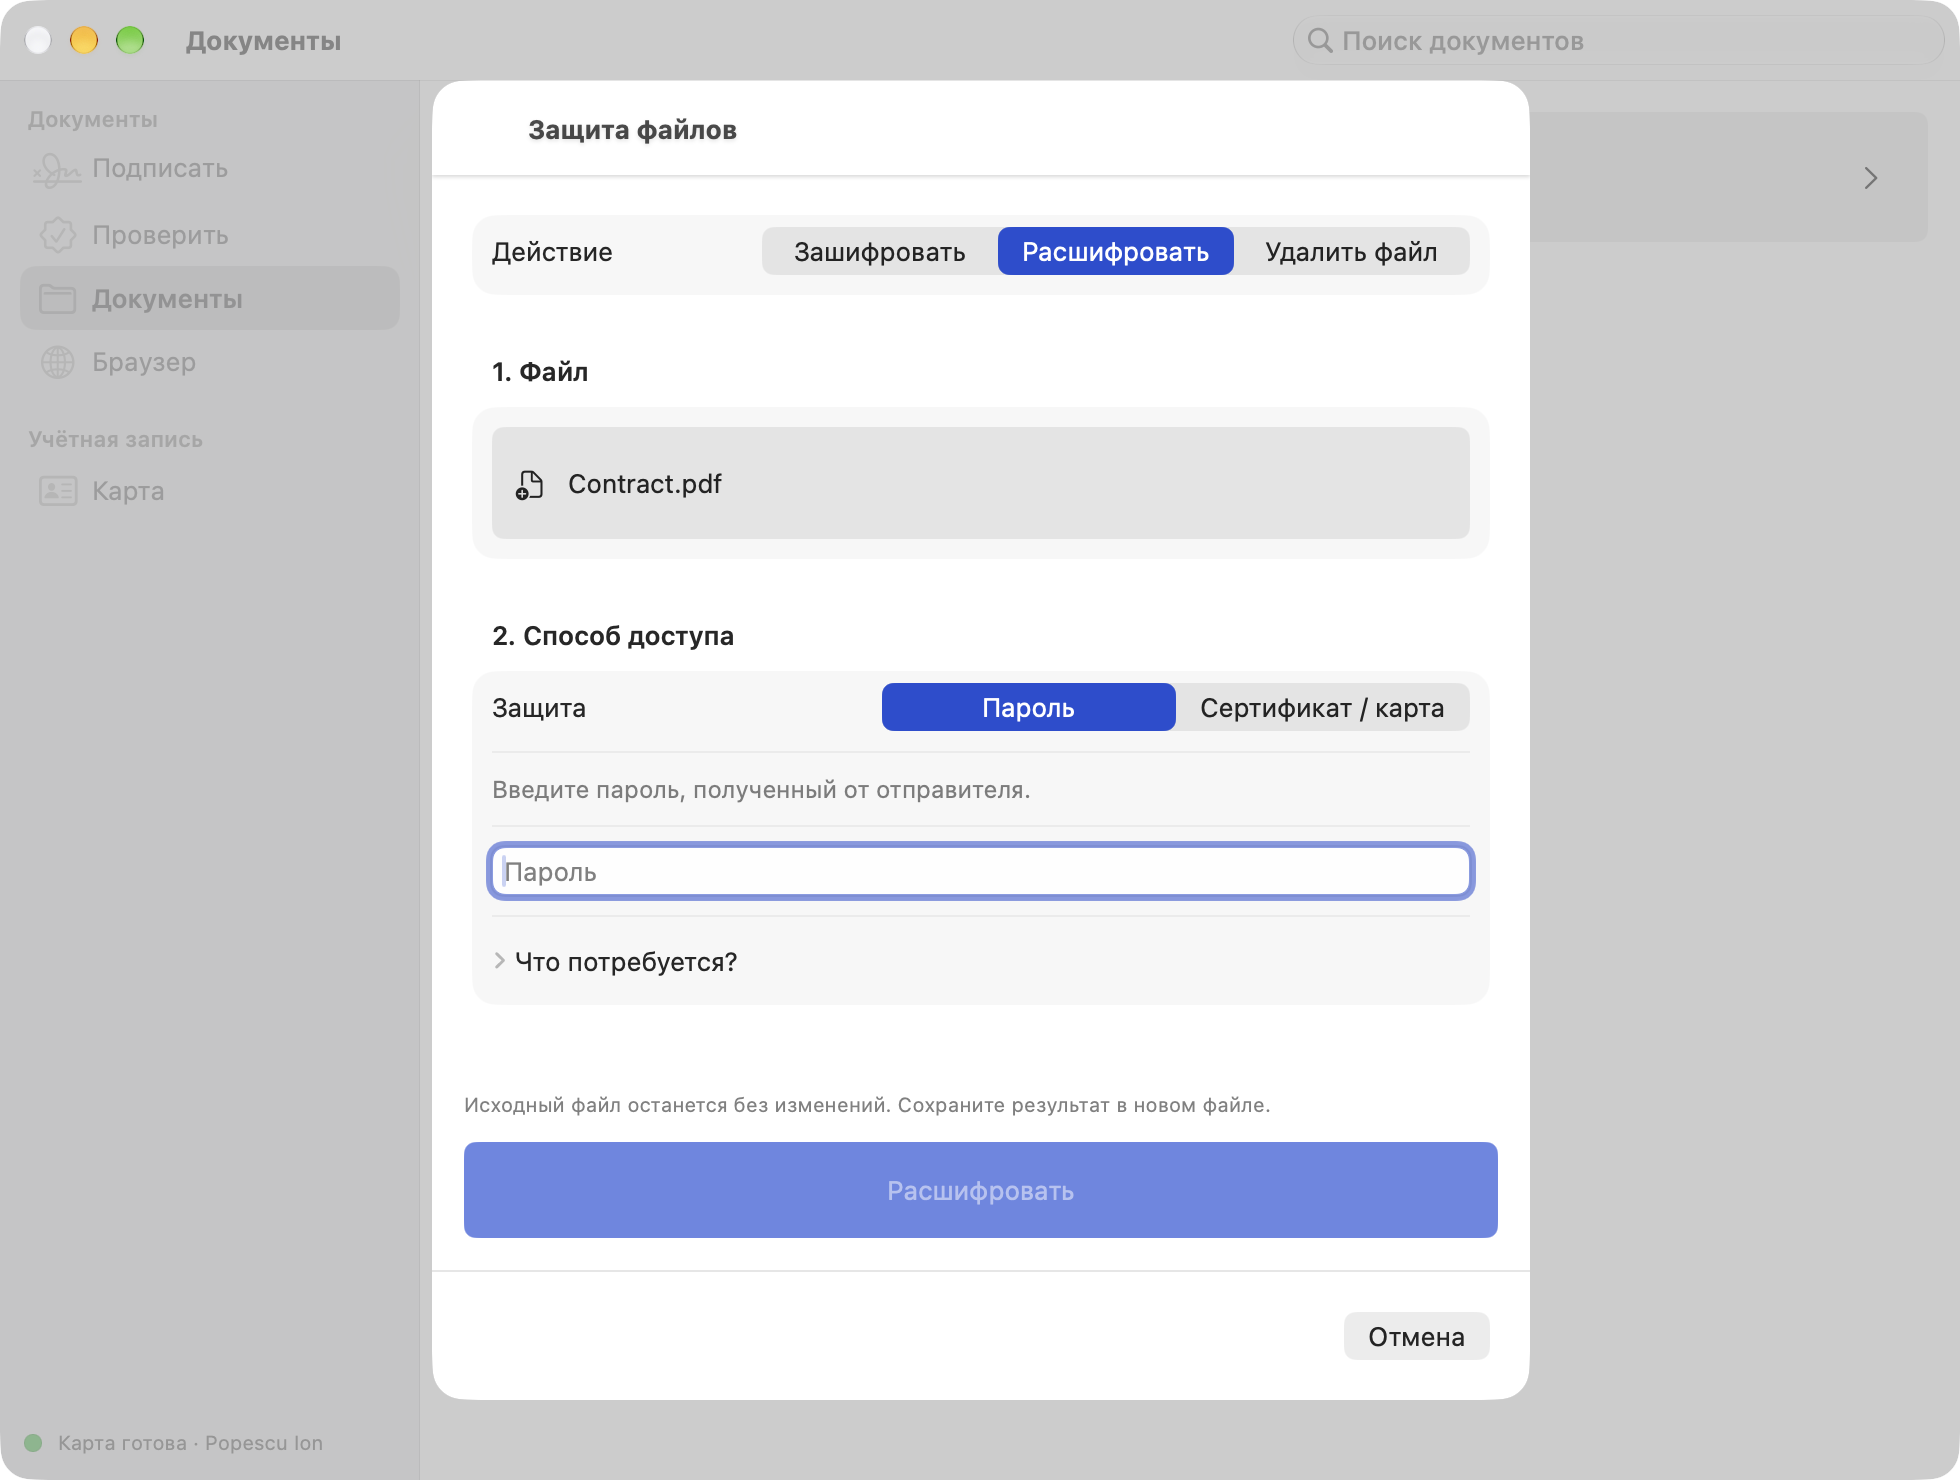 Документы
Поиск документов
Документы
Подписать
Проверить
Документы
Браузер
Учётная запись
Карта
Карта готова · Popescu Ion
Защита файлов
Действие
Зашифровать
Расшифровать
Удалить файл
1. Файл
Contract.pdf
2. Способ доступа
Защита
Пароль
Сертификат / карта
Введите пароль, полученный от отправителя.
Пароль
Что потребуется?
Исходный файл останется без изменений. Сохраните результат в новом файле.
Расшифровать
Отмена